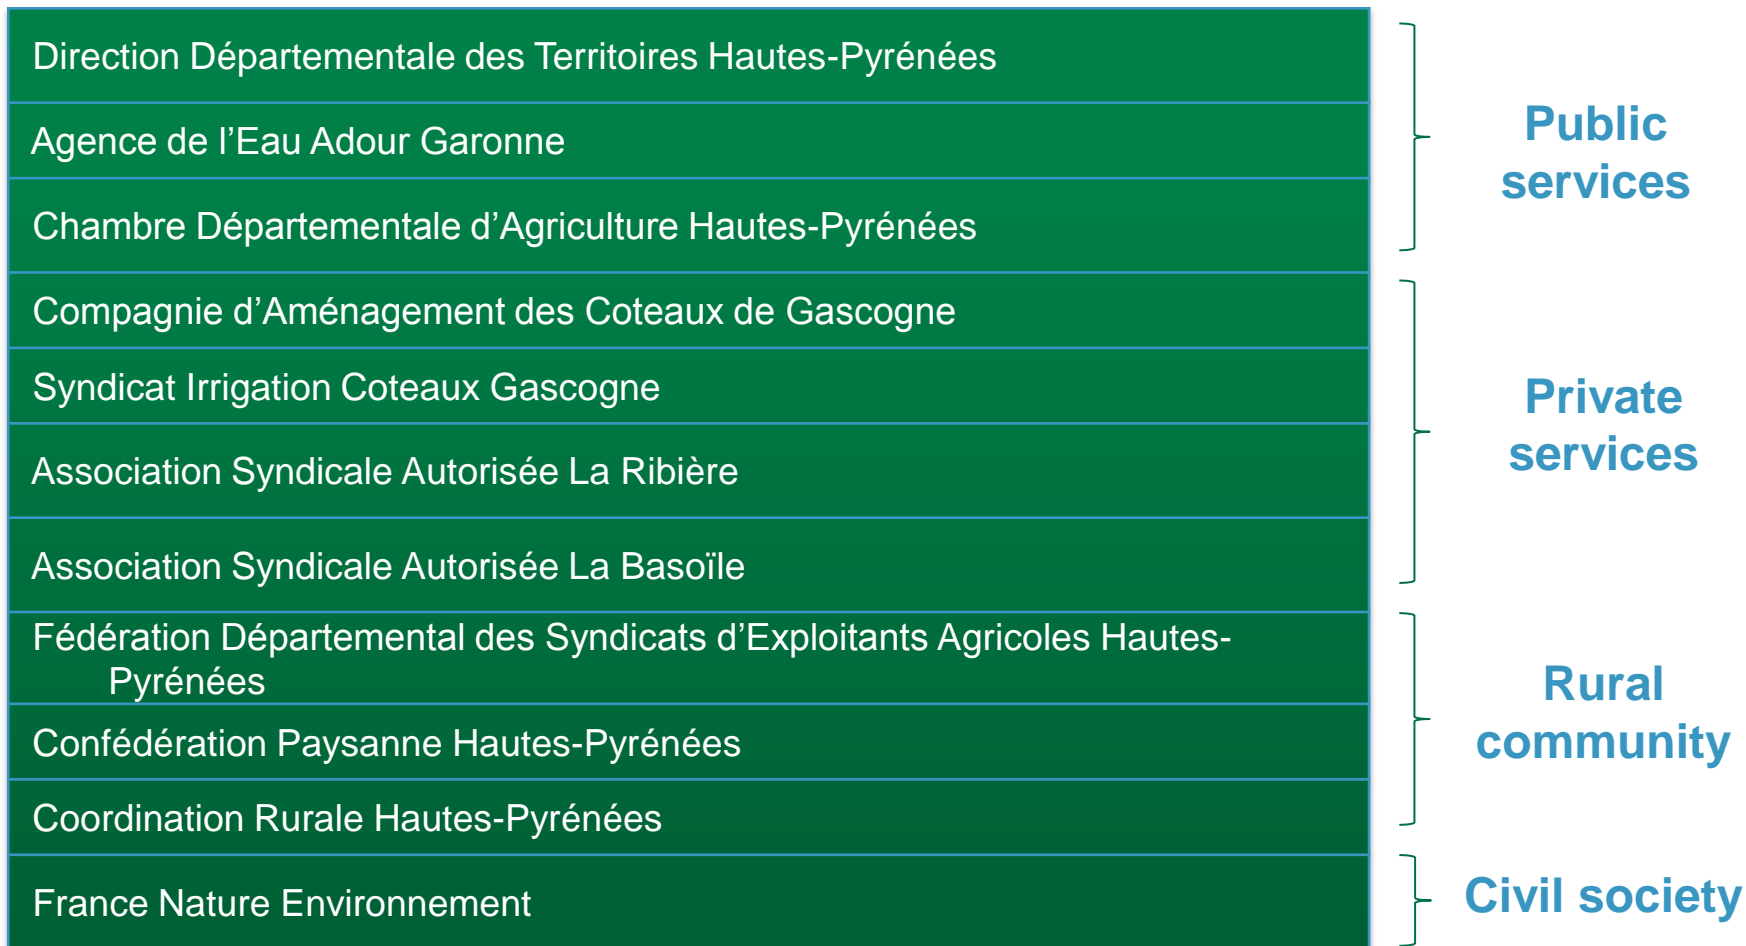 Direction Départementale des Territoires Hautes-Pyrénées
Agence de l’Eau Adour Garonne
Chambre Départementale d’Agriculture Hautes-Pyrénées
Public
services
Compagnie d’Aménagement des Coteaux de Gascogne
Syndicat Irrigation Coteaux Gascogne
Association Syndicale Autorisée La Ribière
Association Syndicale Autorisée La Basoïle
Private
services
Fédération Départemental des Syndicats d’Exploitants Agricoles Hautes-
Pyrénées
Confédération Paysanne Hautes-Pyrénées
Coordination Rurale Hautes-Pyrénées
Rural
community
France Nature Environnement
Civil society